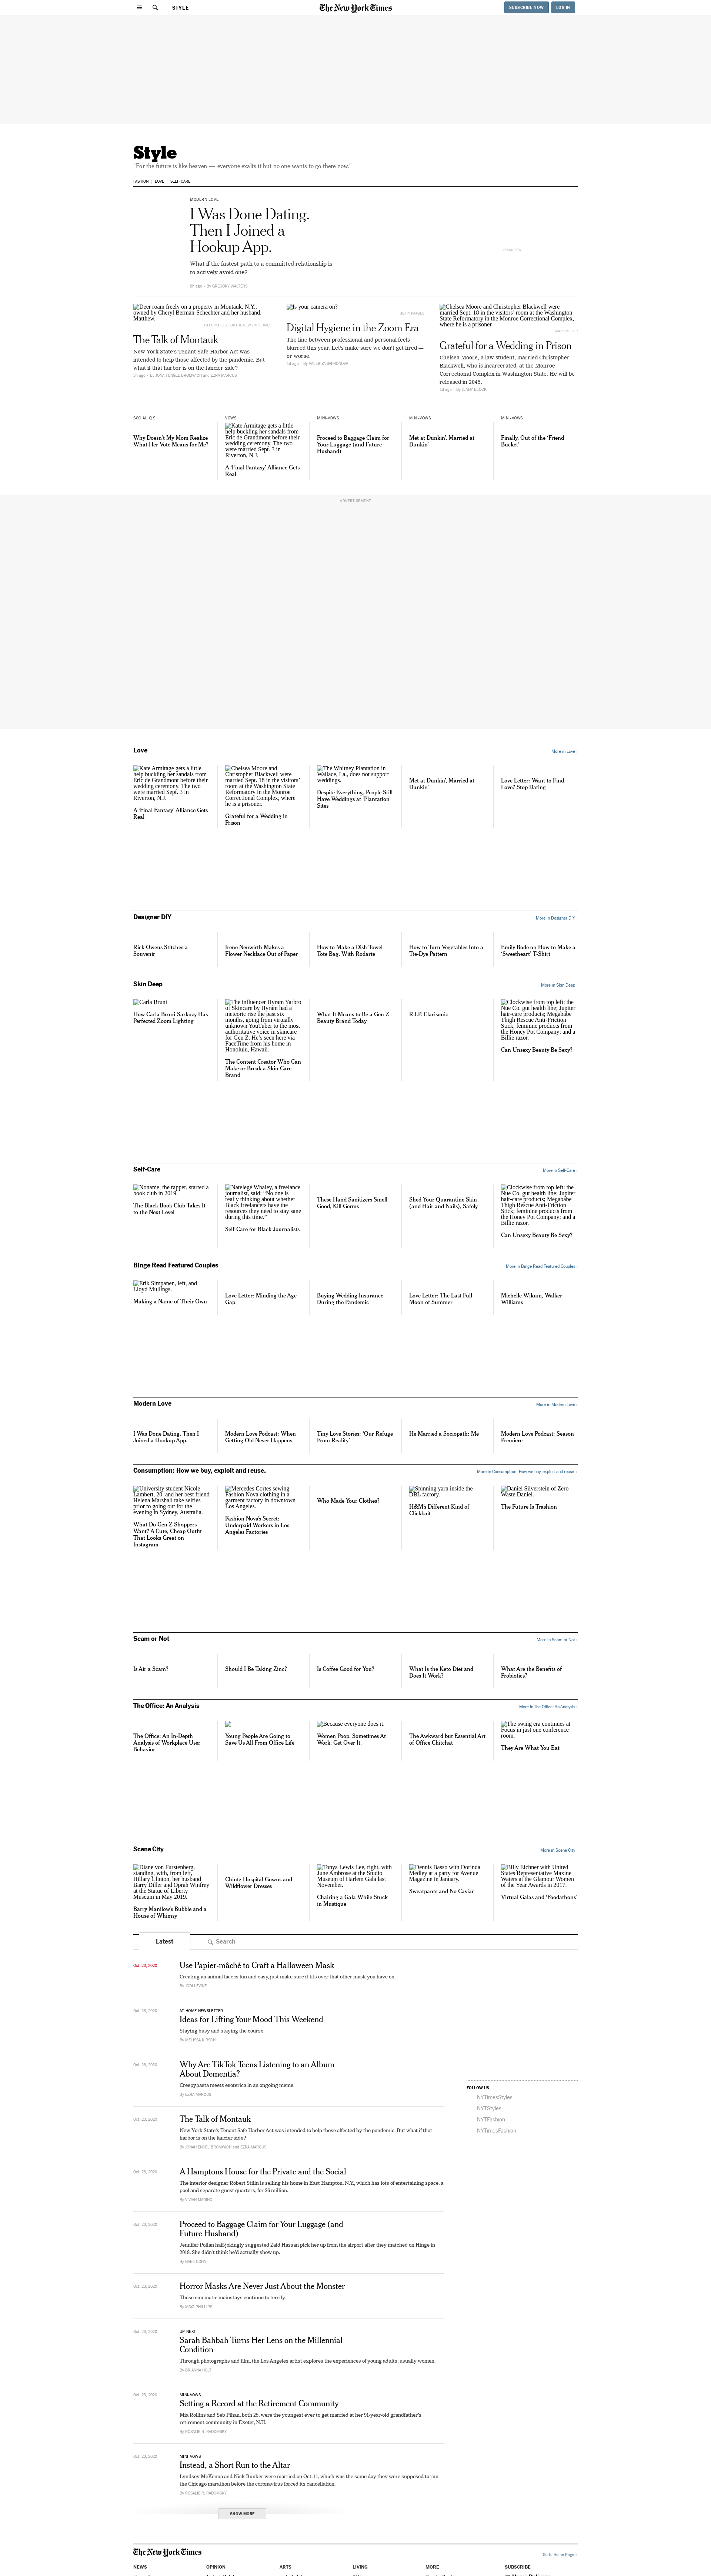 STYLE
The New York Times
SUBSCRIBE NOW
LOG IN
Style
"For the future is like heaven — everyone exalts it but no one wants to go there now."
FASHION
LOVE
SELF-CARE
MODERN LOVE
I Was Done Dating.
Then I Joined a
Hookup App.
What if the fastest path to a committed relationship is
to actively avoid one?
9h ago · By GREGORY WALTERS
BRIAN REA
Deer roam freely on a property in Montauk, N.Y.,
owned by Cheryl Berman-Schechter and her husband,
Matthew.
The Talk of Montauk
New York State's Tenant Safe Harbor Act was
intended to help those affected by the pandemic. But
what if that harbor is on the fancier side?
3h ago · By JONAH ENGEL BROMWICH and EZRA MARCUS
Is your camera on?
GETTY IMAGES
Digital Hygiene in the Zoom Era
The line between professional and personal feels
blurred this year. Let's make sure we don't get fired —
or worse.
1d ago · By VALERIYA SAFRONOVA
Chelsea Moore and Christopher Blackwell were
married Sept. 18 in the visitors' room at the Washington
State Reformatory in the Monroe Correctional Complex,
where he is a prisoner.
MARK MILLER
Grateful for a Wedding in Prison
Chelsea Moore, a law student, married Christopher
Blackwell, who is incarcerated, at the Monroe
Correctional Complex in Washington State. He will be
released in 2045.
1d ago · By JENNY BLOCK
SOCIAL Q'S
Why Doesn't My Mom Realize
What Her Vote Means for Me?
VOWS
Kate Armitage gets a little
help buckling her sandals from
Eric de Grandmont before their
wedding ceremony. The two
were married Sept. 3 in
Riverton, N.J.
A 'Final Fantasy' Alliance Gets
Real
MINI-VOWS
Proceed to Baggage Claim for
Your Luggage (and Future
Husband)
MINI-VOWS
Met at Dunkin', Married at
Dunkin'
MINI-VOWS
Finally, Out of the 'Friend
Bucket'
ADVERTISEMENT
Love
More in Love ›
Kate Armitage gets a little
help buckling her sandals from
Eric de Grandmont before their
wedding ceremony. The two
were married Sept. 3 in
Riverton, N.J.
A 'Final Fantasy' Alliance Gets
Real
Chelsea Moore and
Christopher Blackwell were
married Sept. 18 in the visitors'
room at the Washington State
Reformatory in the Monroe
Correctional Complex, where
he is a prisoner.
Grateful for a Wedding in
Prison
The Whitney Plantation in
Wallace, La., does not support
weddings.
Despite Everything, People Still
Have Weddings at 'Plantation'
Sites
Met at Dunkin', Married at
Dunkin'
Love Letter: Want to Find
Love? Stop Dating
Designer DIY
More in Designer DIY ›
Rick Owens Stitches a
Souvenir
Irene Neuwirth Makes a
Flower Necklace Out of Paper
How to Make a Dish Towel
Tote Bag, With Rodarte
How to Turn Vegetables Into a
Tie-Dye Pattern
Emily Bode on How to Make a
'Sweetheart' T-Shirt
Skin Deep
More in Skin Deep ›
Carla Bruni
How Carla Bruni-Sarkozy Has
Perfected Zoom Lighting
The influencer Hyram Yarbro
of Skincare by Hyram had a
meteoric rise the past six
months, going from virtually
unknown YouTuber to the most
authoritative voice in skincare
for Gen Z. He's seen here via
FaceTime from his home in
Honolulu, Hawaii.
The Content Creator Who Can
Make or Break a Skin Care
Brand
What It Means to Be a Gen Z
Beauty Brand Today
R.I.P. Clarisonic
Clockwise from top left: the
Nue Co. gut health line; Jupiter
hair-care products; Megababe
Thigh Rescue Anti-Friction
Stick; feminine products from
the Honey Pot Company; and a
Billie razor.
Can Unsexy Beauty Be Sexy?
Self-Care
More in Self-Care ›
Noname, the rapper, started a
book club in 2019.
The Black Book Club Takes It
to the Next Level
Natelegé Whaley, a freelance
journalist, said: "No one is
really thinking about whether
Black freelancers have the
resources they need to stay sane
during this time."
Self-Care for Black Journalists
These Hand Sanitizers Smell
Good, Kill Germs
Shed Your Quarantine Skin
(and Hair and Nails), Safely
Clockwise from top left: the
Nue Co. gut health line; Jupiter
hair-care products; Megababe
Thigh Rescue Anti-Friction
Stick; feminine products from
the Honey Pot Company; and a
Billie razor.
Can Unsexy Beauty Be Sexy?
Binge Read Featured Couples
More in Binge Read Featured Couples ›
Erik Simpanen, left, and
Lloyd Mullings.
Making a Name of Their Own
Love Letter: Minding the Age
Gap
Buying Wedding Insurance
During the Pandemic
Love Letter: The Last Full
Moon of Summer
Michelle Wikum, Walker
Williams
Modern Love
More in Modern Love ›
I Was Done Dating. Then I
Joined a Hookup App.
Modern Love Podcast: When
Getting Old Never Happens
Tiny Love Stories: 'Our Refuge
From Reality'
He Married a Sociopath: Me
Modern Love Podcast: Season
Premiere
Consumption: How we buy, exploit and reuse.
More in Consumption: How we buy, exploit and reuse. ›
University student Nicole
Lambert, 20, and her best friend
Helena Marshall take selfies
prior to going out for the
evening in Sydney, Australia.
What Do Gen Z Shoppers
Want? A Cute, Cheap Outfit
That Looks Great on
Instagram
Mercedes Cortes sewing
Fashion Nova clothing in a
garment factory in downtown
Los Angeles.
Fashion Nova's Secret:
Underpaid Workers in Los
Angeles Factories
Who Made Your Clothes?
Spinning yarn inside the
DBL factory.
H&M's Different Kind of
Clickbait
Daniel Silverstein of Zero
Waste Daniel.
The Future Is Trashion
Scam or Not
More in Scam or Not ›
Is Air a Scam?
Should I Be Taking Zinc?
Is Coffee Good for You?
What Is the Keto Diet and
Does It Work?
What Are the Benefits of
Probiotics?
The Office: An Analysis
More in The Office: An Analysis ›
The Office: An In-Depth
Analysis of Workplace User
Behavior
Young People Are Going to
Save Us All From Office Life
Because everyone does it.
Women Poop. Sometimes At
Work. Get Over It.
The Awkward but Essential Art
of Office Chitchat
The swing era continues at
Focus in just one conference
room.
They Are What You Eat
Scene City
More in Scene City ›
Diane von Furstenberg,
standing, with, from left,
Hillary Clinton, her husband
Barry Diller and Oprah Winfrey
at the Statue of Liberty
Museum in May 2019.
Barry Manilow's Bubble and a
House of Whimsy
Chintz Hospital Gowns and
Wildflower Dresses
Tonya Lewis Lee, right, with
June Ambrose at the Studio
Museum of Harlem Gala last
November.
Chairing a Gala While Stuck
in Mustique
Dennis Basso with Dorinda
Medley at a party for Avenue
Magazine in January.
Sweatpants and No Caviar
Billy Eichner with United
States Representative Maxine
Waters at the Glamour Women
of the Year Awards in 2017.
Virtual Galas and 'Foodathons'
Latest
Search
Oct. 23, 2020
Use Papier-mâché to Craft a Halloween Mask
Creating an animal face is fun and easy, just make sure it fits over that other mask you have on.
By JODI LEVINE
Oct. 23, 2020
AT HOME NEWSLETTER
Ideas for Lifting Your Mood This Weekend
Staying busy and staying the course.
By MELISSA KIRSCH
Oct. 23, 2020
Why Are TikTok Teens Listening to an Album
About Dementia?
Creepypasta meets esoterica in an ongoing meme.
By EZRA MARCUS
Oct. 23, 2020
The Talk of Montauk
New York State's Tenant Safe Harbor Act was intended to help those affected by the pandemic. But what if that
harbor is on the fancier side?
By JONAH ENGEL BROMWICH and EZRA MARCUS
Oct. 23, 2020
A Hamptons House for the Private and the Social
The interior designer Robert Stilin is selling his home in East Hampton, N.Y., which has lots of entertaining space, a
pool and separate guest quarters, for $6 million.
By VIVIAN MARINO
Oct. 23, 2020
Proceed to Baggage Claim for Your Luggage (and
Future Husband)
Jennifer Pullan half-jokingly suggested Zaid Hassan pick her up from the airport after they matched on Hinge in
2018. She didn't think he'd actually show up.
By GABE COHN
Oct. 23, 2020
Horror Masks Are Never Just About the Monster
These cinematic mainstays continue to terrify.
By MAYA PHILLIPS
Oct. 23, 2020
UP NEXT
Sarah Bahbah Turns Her Lens on the Millennial
Condition
Through photographs and film, the Los Angeles artist explores the experiences of young adults, usually women.
By BRIANNA HOLT
Oct. 23, 2020
MINI-VOWS
Setting a Record at the Retirement Community
Mia Rollins and Seb Pihan, both 25, were the youngest ever to get married at her 91-year-old grandfather's
retirement community in Exeter, N.H.
By ROSALIE R. RADOMSKY
Oct. 23, 2020
MINI-VOWS
Instead, a Short Run to the Altar
Lyndsey McKenna and Nick Bunker were married on Oct. 11, which was the same day they were supposed to run
the Chicago marathon before the coronavirus forced its cancellation.
By ROSALIE R. RADOMSKY
SHOW MORE
FOLLOW US
NYTimesStyles
NYTStyles
NYTFashion
NYTimesFashion
The New York Times
Go to Home Page »
NEWS
OPINION
ARTS
LIVING
MORE
SUBSCRIBE